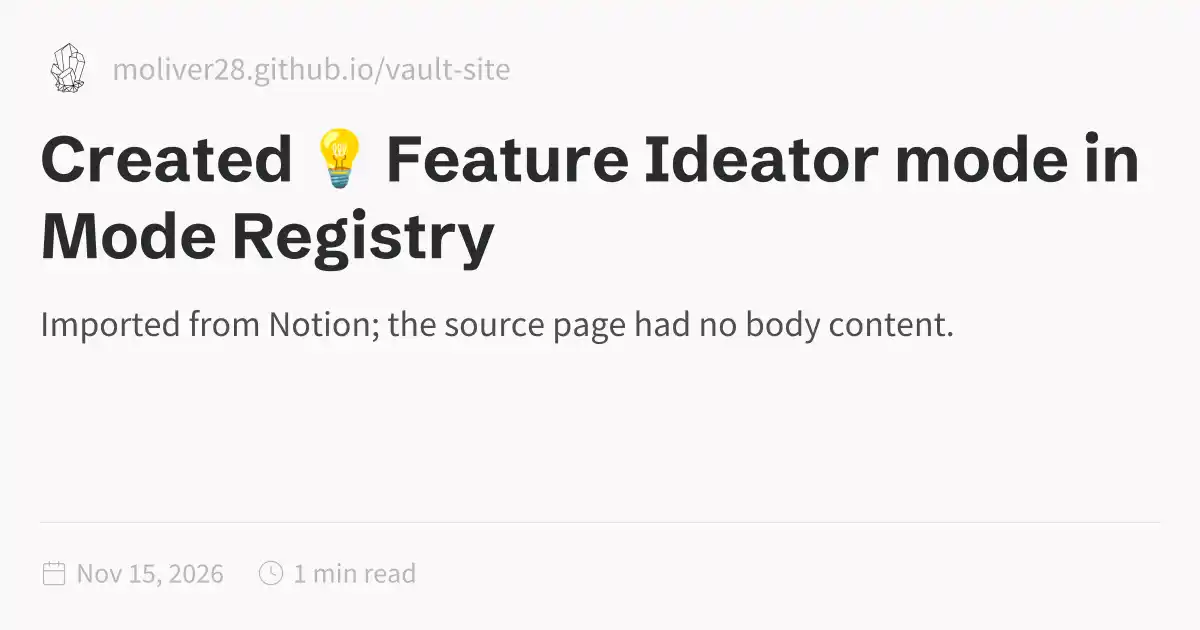 moliver28.github.io/vault-site
Created 💡 Feature Ideator mode in
Mode Registry
Imported from Notion; the source page had no body content.
Nov 15, 2026 1 min read